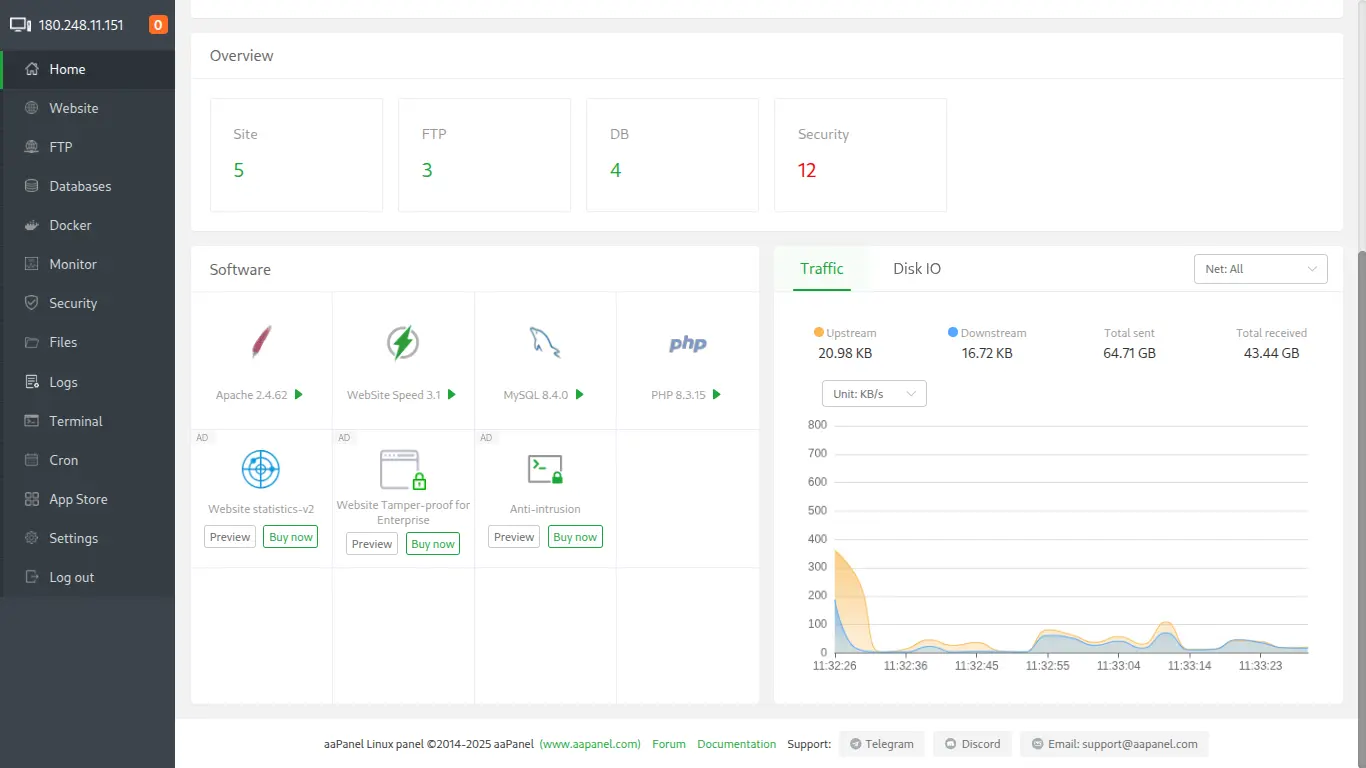 180.248.11.151
0
Home
Website
FTP
Databases
Docker
Monitor
Security
Files
Logs
Terminal
Cron
App Store
Settings
Log out
Overview
Site
5
FTP
3
DB
4
Security
12
Software
Apache 2.4.62
WebSite Speed 3.1
MySQL 8.4.0
php
PHP 8.3.15
AD
Website statistics-v2
Preview
Buy now
AD
Website Tamper-proof for
Enterprise
Preview
Buy now
AD
Anti-intrusion
Preview
Buy now
Traffic
Disk IO
Net: All
Upstream
20.98 KB
Downstream
16.72 KB
Total sent
64.71 GB
Total received
43.44 GB
Unit: KB/s
800
700
600
500
400
300
200
100
0
11:32:26 11:32:36 11:32:45 11:32:55 11:33:04 11:33:14 11:33:23
aaPanel Linux panel ©2014-2025 aaPanel (www.aapanel.com) Forum Documentation Support: Telegram Discord Email: support@aapanel.com